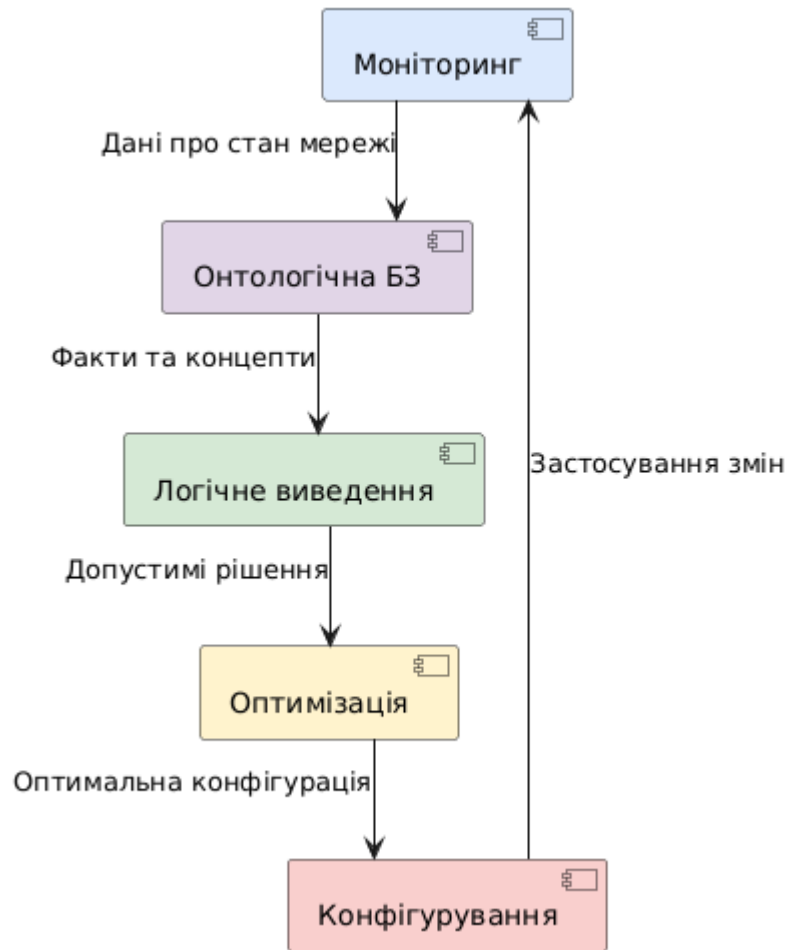 Моніторинг
Дані про стан мережі
Онтологічна БЗ
Факти та концепти
Логічне виведення
Застосування змін
Допустимі рішення
Оптимізація
Оптимальна конфігурація
Конфігурування